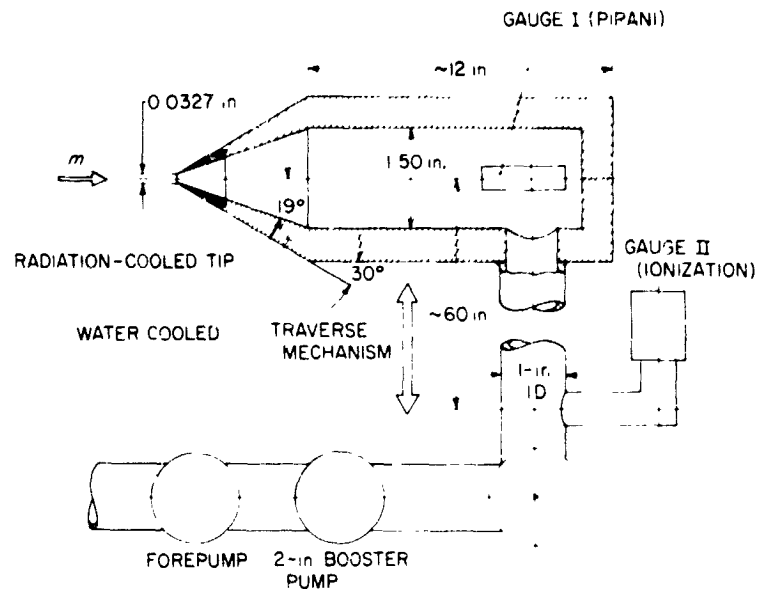 GAUGE I (PIPANI)
~12 in
0.0327 in
m
1 50 in.
19°
30°
RADIATION-COOLED TIP
WATER COOLED
TRAVERSE
MECHANISM
~60 in
GAUGE II
(IONIZATION)
1-in.
ID
FOREPUMP
2-in BOOSTER
PUMP